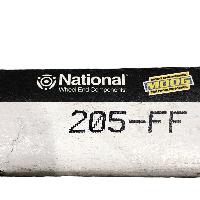 National
MOOG
Wheel End Components
205-FF